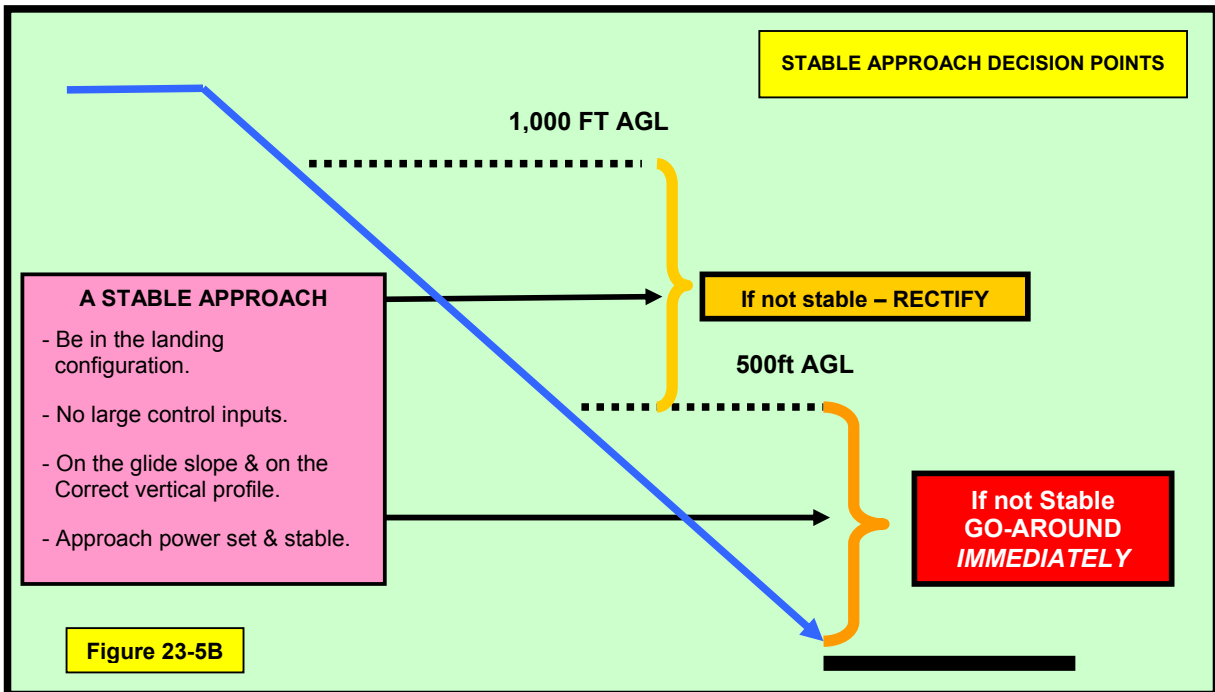 STABLE APPROACH DECISION POINTS
1,000 FT AGL
A STABLE APPROACH
- Be in the landing
configuration.
- No large control inputs.
- On the glide slope & on the
Correct vertical profile.
- Approach power set & stable.
If not stable – RECTIFY
500ft AGL
If not Stable
GO-AROUND
IMMEDIATELY
Figure 23-5B